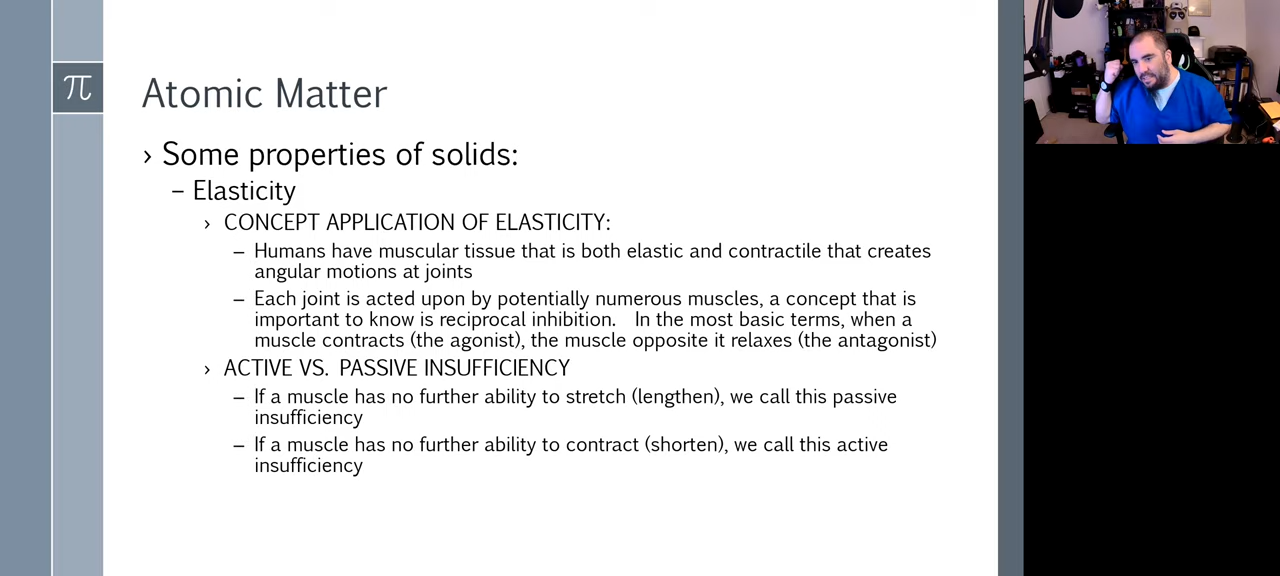 π
Atomic Matter
› Some properties of solids:
– Elasticity
› CONCEPT APPLICATION OF ELASTICITY:
– Humans have muscular tissue that is both elastic and contractile that creates
angular motions at joints
– Each joint is acted upon by potentially numerous muscles, a concept that is
important to know is reciprocal inhibition.   In the most basic terms, when a
muscle contracts (the agonist), the muscle opposite it relaxes (the antagonist)
› ACTIVE VS. PASSIVE INSUFFICIENCY
– If a muscle has no further ability to stretch (lengthen), we call this passive
insufficiency
– If a muscle has no further ability to contract (shorten), we call this active
insufficiency